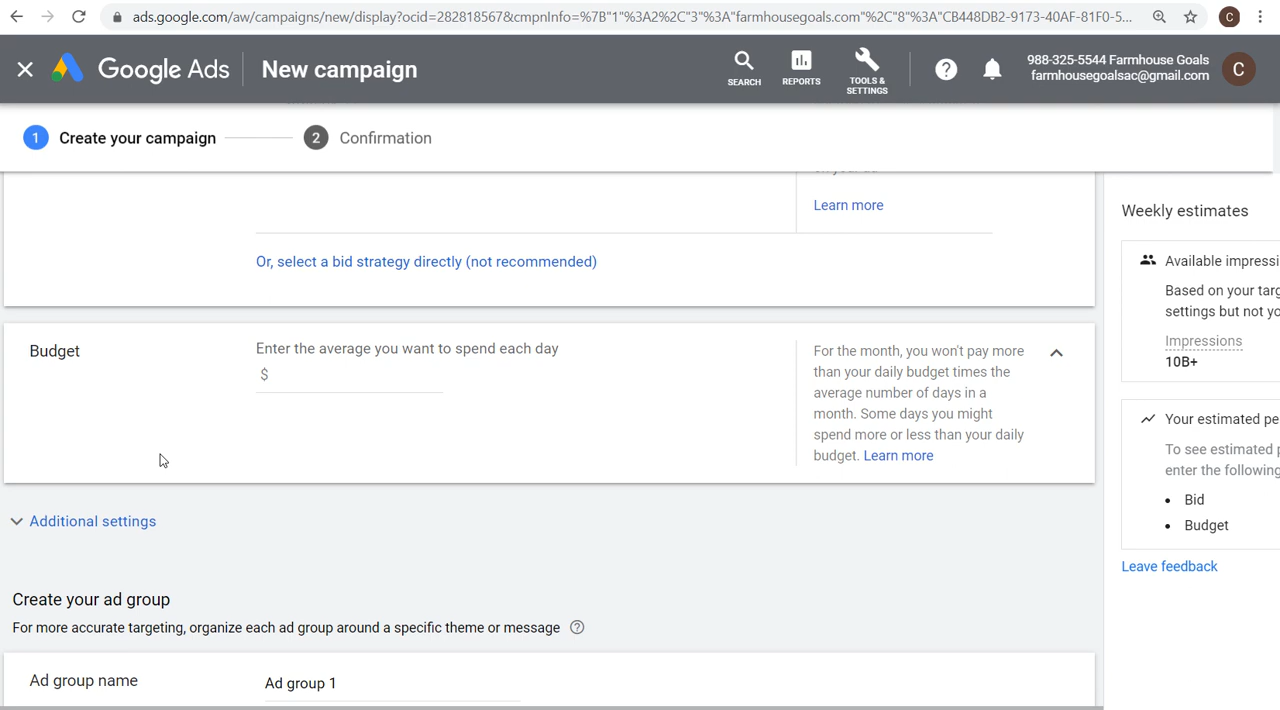 ads.google.com/aw/campaigns/new/display?ocid=282818567&cmpnInfo=%7B"1"%3A2%2C"3"%3A"farmhousegoals.com"%2C"8"%3A"CB448DB2-9173-40AF-81F0-5...
C
Google Ads
New campaign
SEARCH
REPORTS
TOOLS &
SETTINGS
988-325-5544 Farmhouse Goals
farmhousegoalsac@gmail.com
C
1 Create your campaign
2 Confirmation
Learn more
Or, select a bid strategy directly (not recommended)
Budget
Enter the average you want to spend each day
$
For the month, you won't pay more
than your daily budget times the
average number of days in a
month. Some days you might
spend more or less than your daily
budget. Learn more
Additional settings
Create your ad group
For more accurate targeting, organize each ad group around a specific theme or message ?
Ad group name
Ad group 1
Weekly estimates
Available impressi
Based on your targ
settings but not yo
Impressions
10B+
Your estimated pe
To see estimated p
enter the following
• Bid
• Budget
Leave feedback